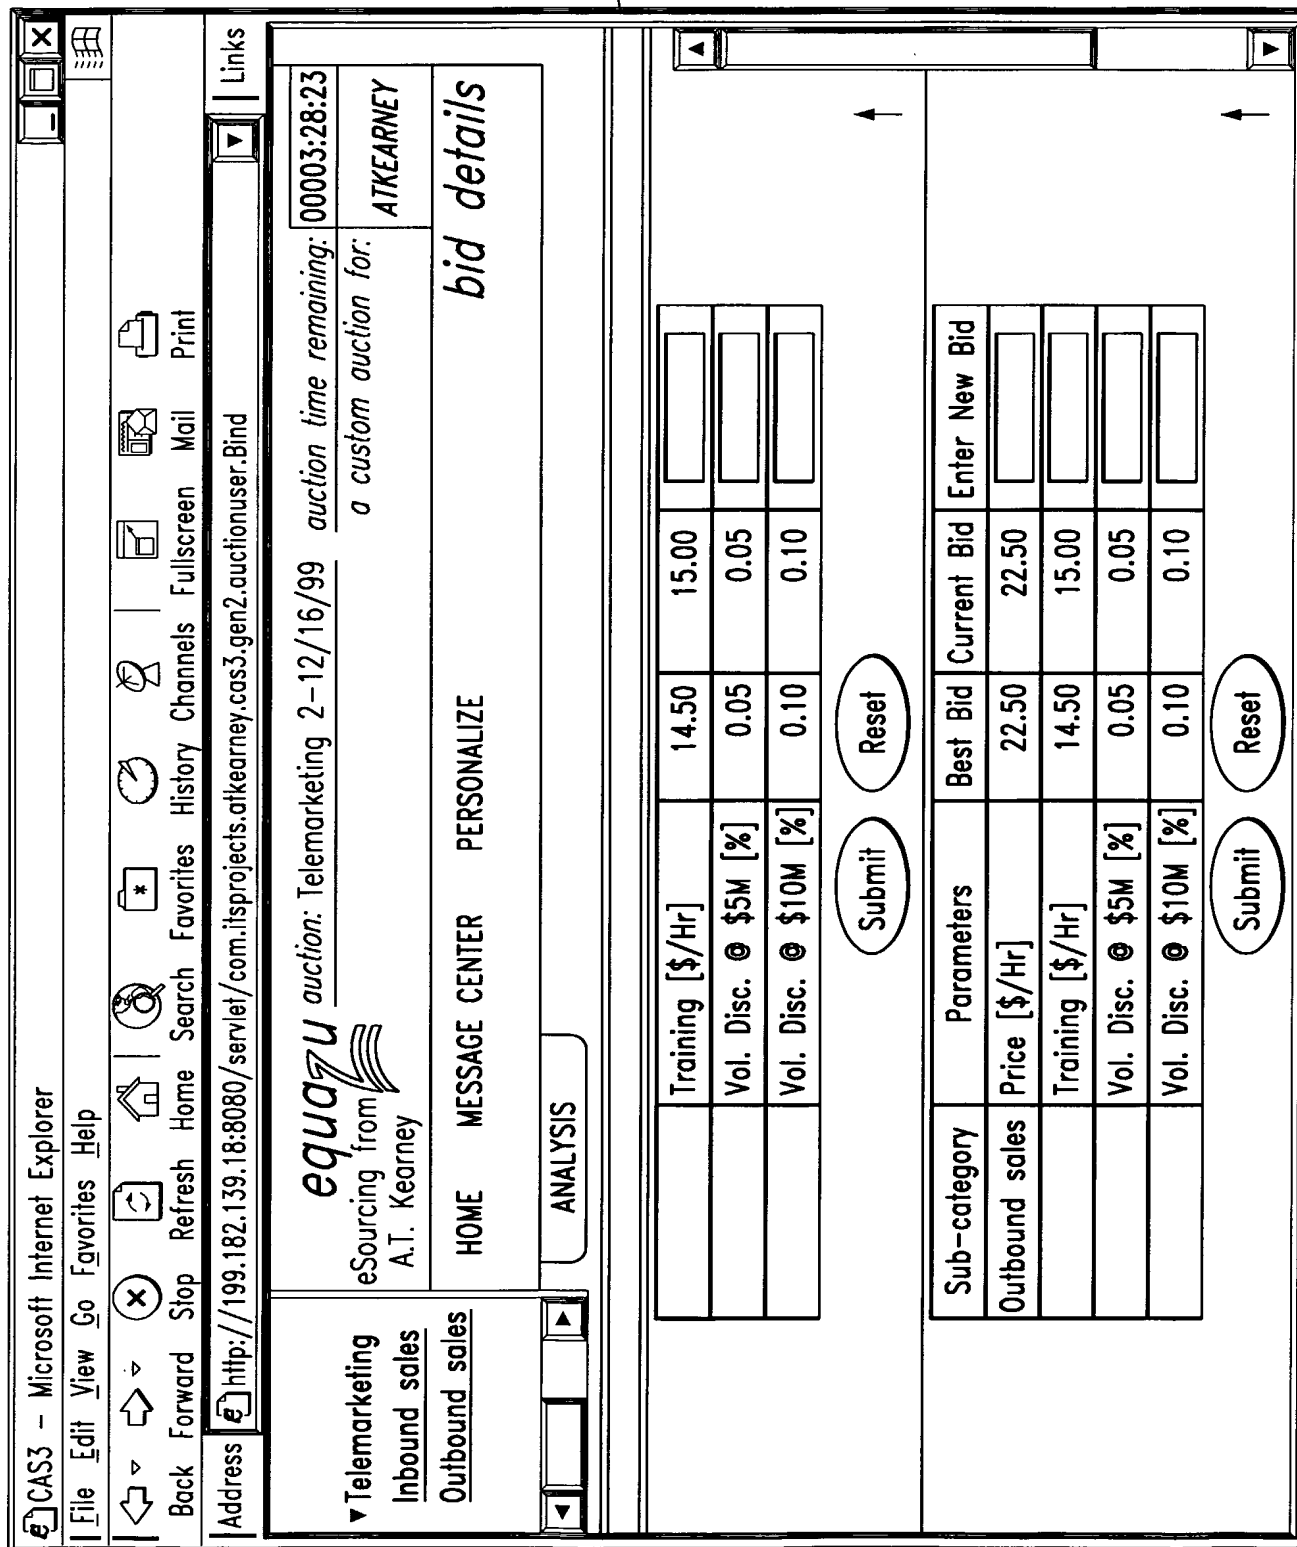 CAS3 - Microsoft Internet Explorer
File Edit View Go Favorites Help
Back Forward Stop Refresh Home Search Favorites History Channels Fullscreen Mail Print
Address http://199.182.139.18:8080/servlet/com.itsprojects.atkearney.cas3.gen2.auctionuser.Bind Links
▼Telemarketing
Inbound sales
Outbound sales
equazu auction: Telemarketing 2-12/16/99 auction time remaining: 00003:28:23
eSourcing from
A.T. Kearney
a custom auction for: ATKEARNEY
HOME MESSAGE CENTER PERSONALIZE bid details
ANALYSIS
Training [$/Hr] 14.50 15.00
Vol. Disc. @ $5M [%] 0.05 0.05
Vol. Disc. @ $10M [%] 0.10 0.10
Submit Reset
Sub-category Parameters Best Bid Current Bid Enter New Bid
Outbound sales Price [$/Hr] 22.50 22.50
Training [$/Hr] 14.50 15.00
Vol. Disc. @ $5M [%] 0.05 0.05
Vol. Disc. @ $10M [%] 0.10 0.10
Submit Reset